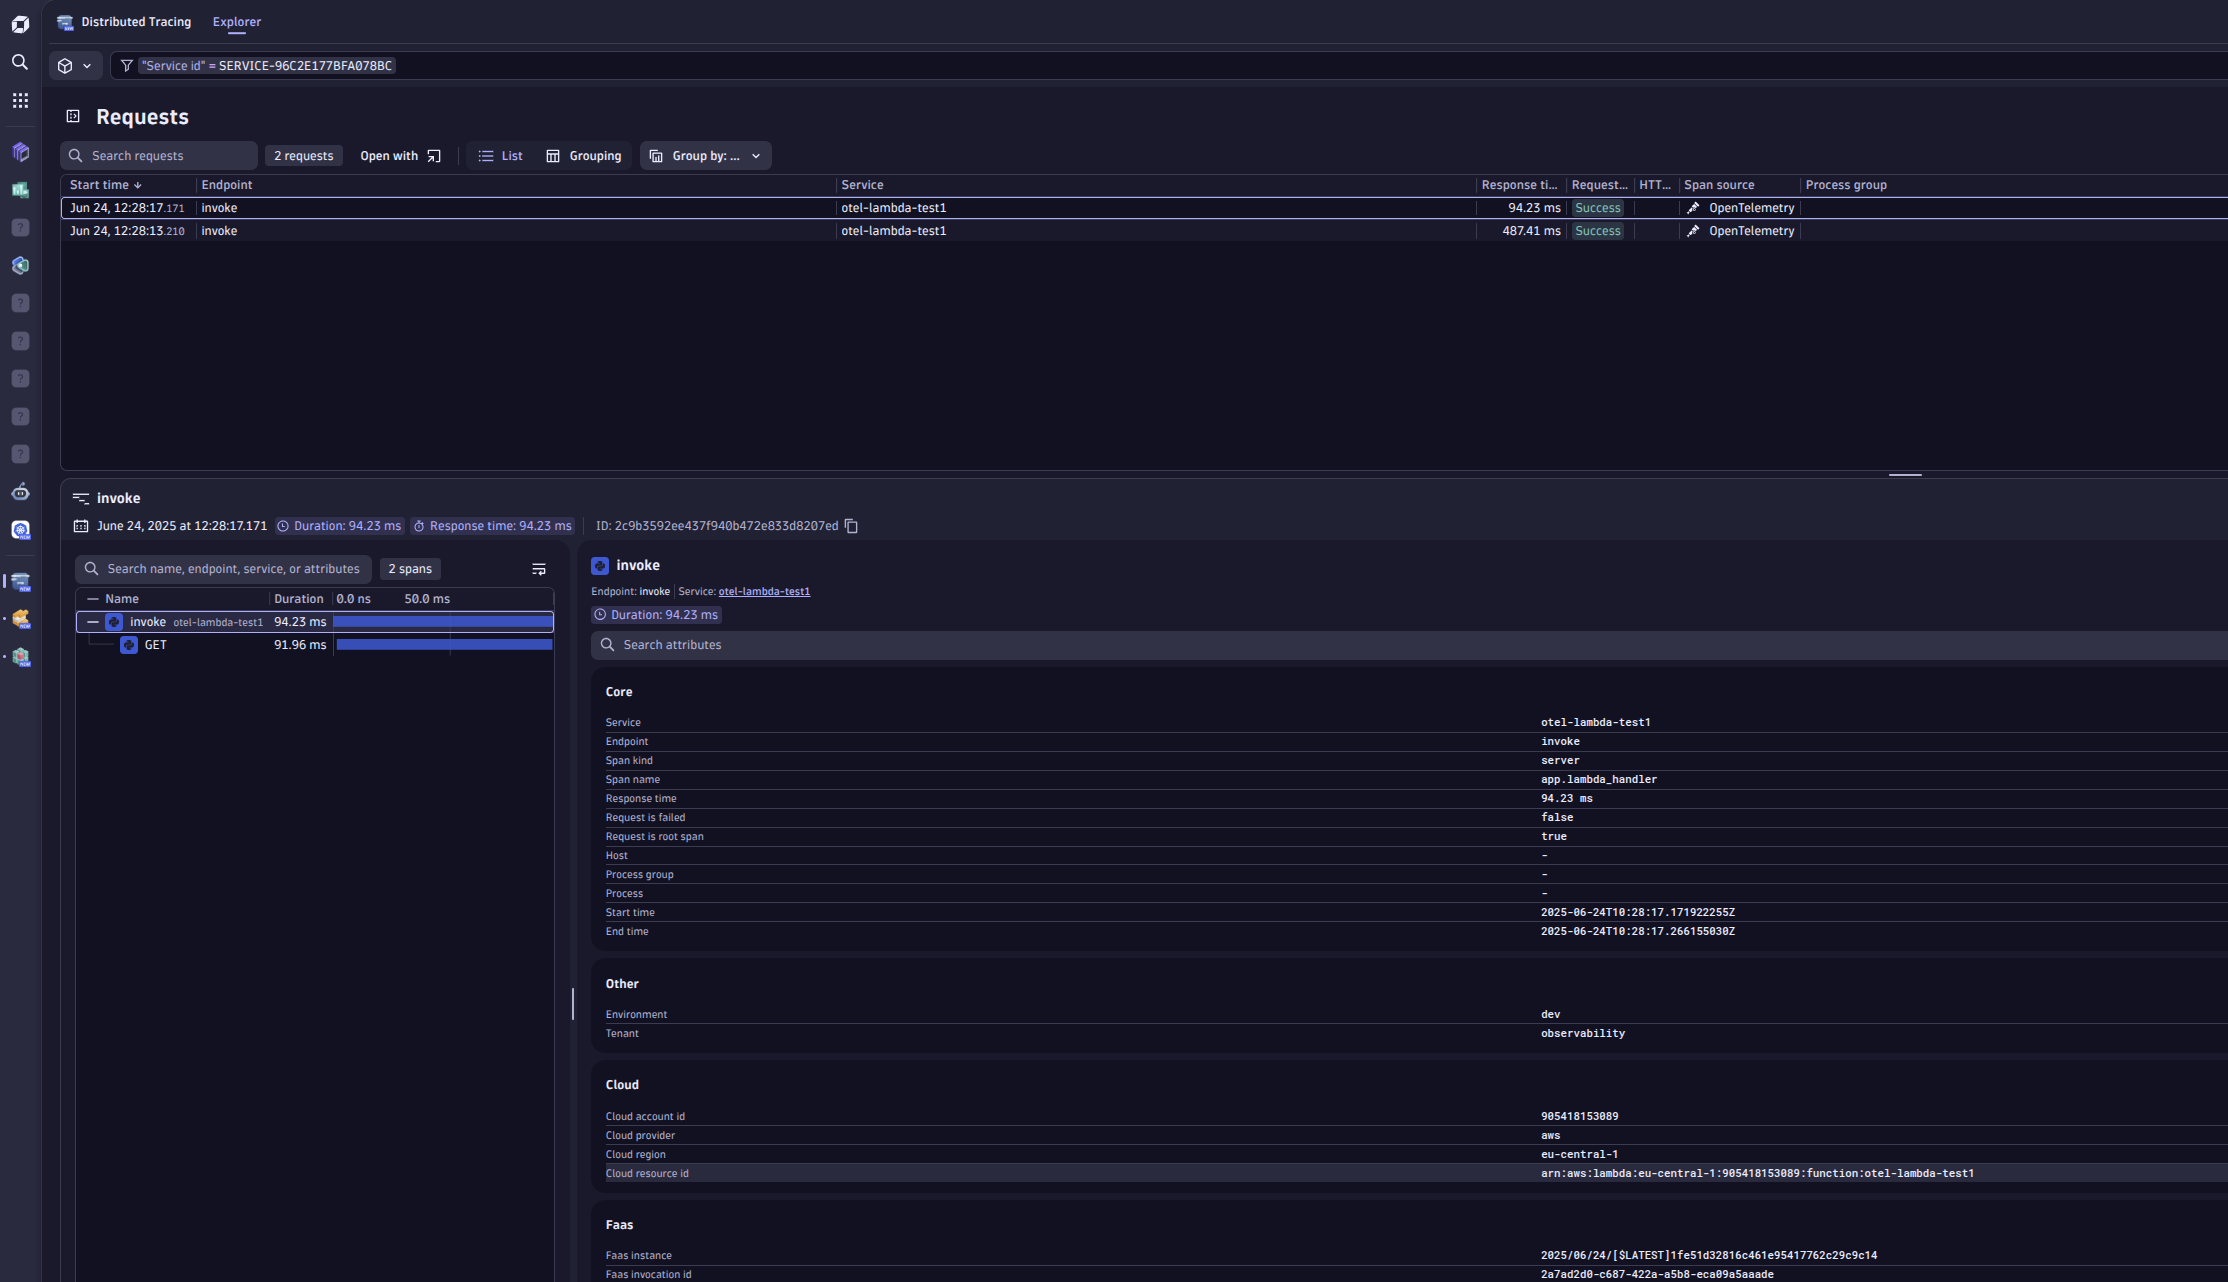 Distributed Tracing Explorer
"Service id" = SERVICE-96C2E177BFA078BC
Requests
Search requests 2 requests Open with List Grouping Group by: ...
Start time Endpoint Service Response ti... Request... HTT... Span source Process group
Jun 24, 12:28:17.171 invoke otel-lambda-test1 94.23 ms Success OpenTelemetry
Jun 24, 12:28:13.210 invoke otel-lambda-test1 487.41 ms Success OpenTelemetry
invoke
June 24, 2025 at 12:28:17.171 Duration: 94.23 ms Response time: 94.23 ms ID: 2c9b3592ee437f940b472e833d8207ed
Search name, endpoint, service, or attributes 2 spans
Name Duration 0.0 ns 50.0 ms
invoke otel-lambda-test1 94.23 ms
GET 91.96 ms
invoke
Endpoint: invoke Service: otel-lambda-test1
Duration: 94.23 ms
Search attributes
Core
Service otel-lambda-test1
Endpoint invoke
Span kind server
Span name app.lambda_handler
Response time 94.23 ms
Request is failed false
Request is root span true
Host -
Process group -
Process -
Start time 2025-06-24T10:28:17.171922255Z
End time 2025-06-24T10:28:17.266155030Z
Other
Environment dev
Tenant observability
Cloud
Cloud account id 905418153089
Cloud provider aws
Cloud region eu-central-1
Cloud resource id arn:aws:lambda:eu-central-1:905418153089:function:otel-lambda-test1
Faas
Faas instance 2025/06/24/[$LATEST]1fe51d32816c461e95417762c29c9c14
Faas invocation id 2a7ad2d0-c687-422a-a5b8-eca09a5aaade